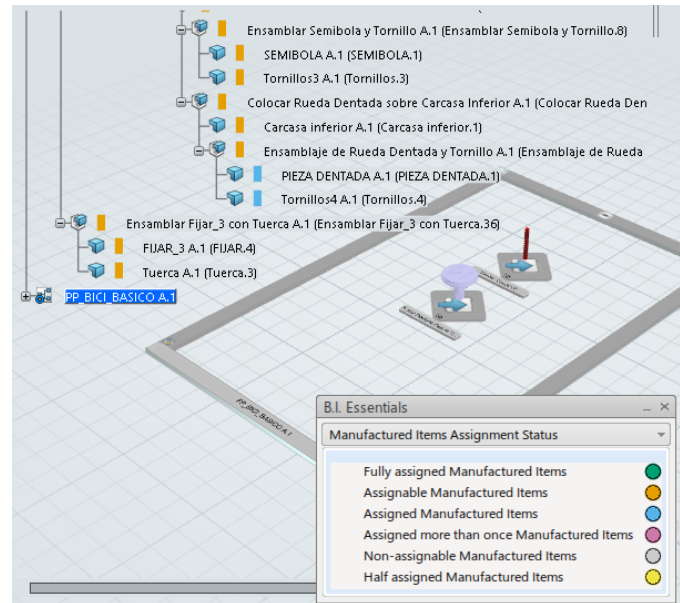 Ensamblar Semibola y Tornillo A.1 (Ensamblar Semibola y Tornillo.8)
SEMIBOLA A.1 (SEMIBOLA.1)
Tornillos3 A.1 (Tornillos.3)
Colocar Rueda Dentada sobre Carcasa Inferior A.1 (Colocar Rueda Den
Carcasa inferior A.1 (Carcasa inferior.1)
Ensamblaje de Rueda Dentada y Tornillo A.1 (Ensamblaje de Rueda
PIEZA DENTADA A.1 (PIEZA DENTADA.1)
Tornillos4 A.1 (Tornillos.4)
Ensamblar Fijar_3 con Tuerca A.1 (Ensamblar Fijar_3 con Tuerca.36)
FIJAR_3 A.1 (FIJAR.4)
Tuerca A.1 (Tuerca.3)
PP_BICI_BASICO A.1
PP_BICI_BASICO A.1
B.I. Essentials
Manufactured Items Assignment Status
Fully assigned Manufactured Items
Assignable Manufactured Items
Assigned Manufactured Items
Assigned more than once Manufactured Items
Non-assignable Manufactured Items
Half assigned Manufactured Items